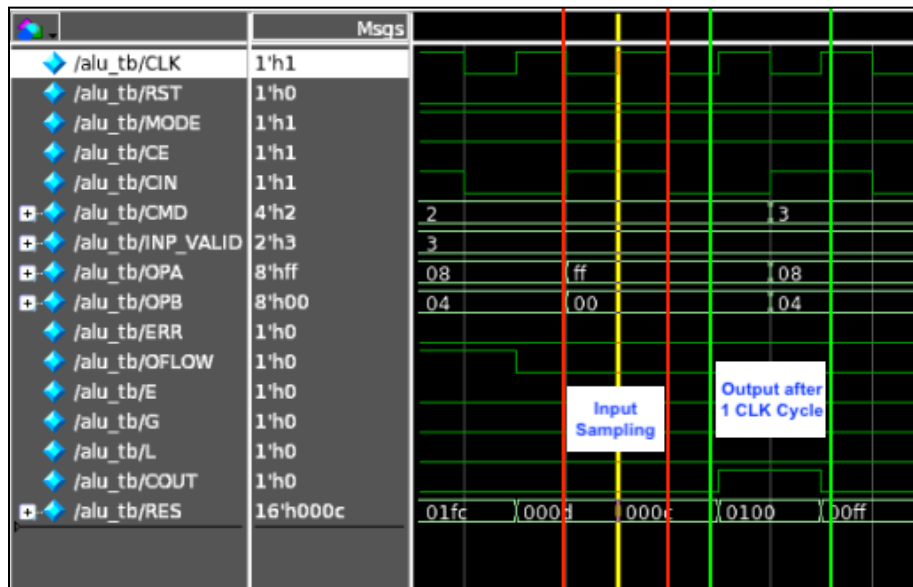 Msgs
/alu_tb/CLK 1'h1
/alu_tb/RST 1'h0
/alu_tb/MODE 1'h1
/alu_tb/CE 1'h1
/alu_tb/CIN 1'h1
/alu_tb/CMD 4'h2 2 3
/alu_tb/INP_VALID 2'h3 3
/alu_tb/OPA 8'hff 08 ff 08
/alu_tb/OPB 8'h00 04 00 04
/alu_tb/ERR 1'h0
/alu_tb/OFLOW 1'h0
/alu_tb/E 1'h0
/alu_tb/G 1'h0
/alu_tb/L 1'h0
/alu_tb/COUT 1'h0
/alu_tb/RES 16'h000c 01fc 000d 000c 0100 00ff
Input
Sampling
Output after
1 CLK Cycle